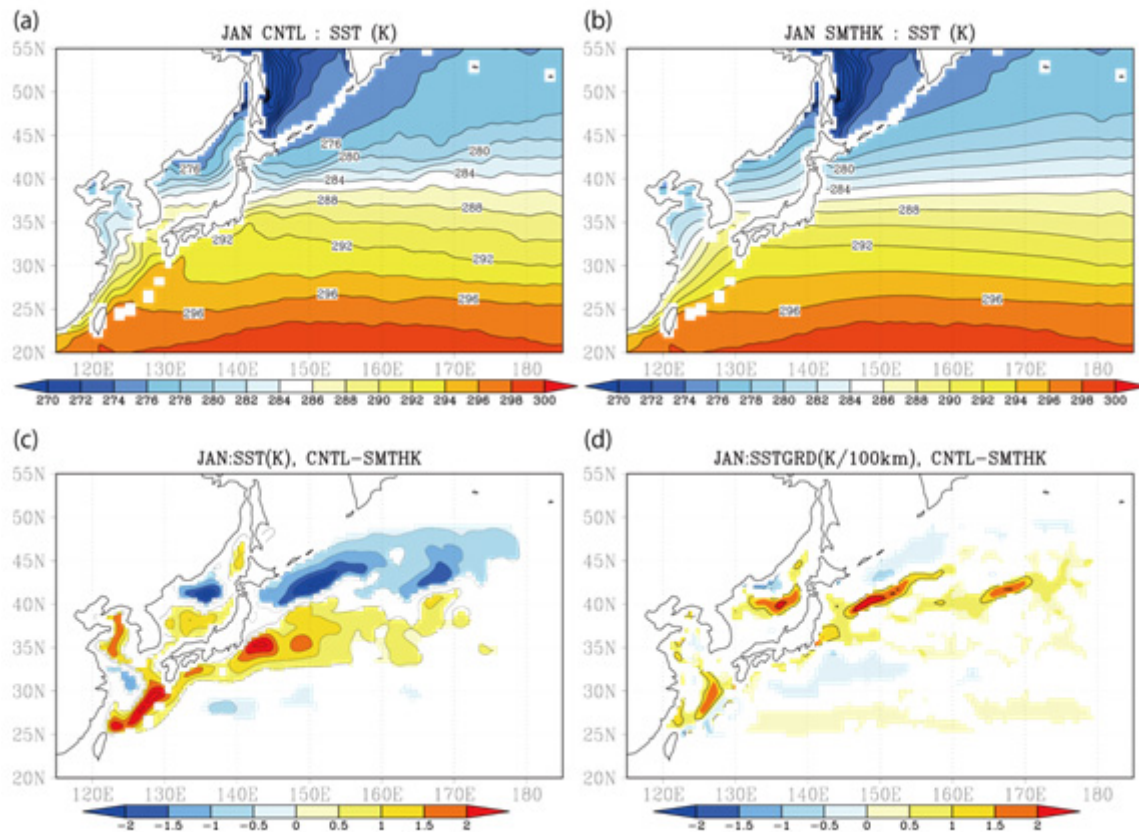 (a)
JAN CNTL : SST (K)
55N
50N
45N
40N
35N
30N
25N
20N
276
276
280
280
284
284
288
288
292
292
292
296
296
296
120E 130E 140E 150E 160E 170E 180
270 272 274 276 278 280 282 284 286 288 290 292 294 296 298 300
(b)
JAN SMTHK : SST (K)
55N
50N
45N
40N
35N
30N
25N
20N
280
284
288
292
296
120E 130E 140E 150E 160E 170E 180
270 272 274 276 278 280 282 284 286 288 290 292 294 296 298 300
(c)
JAN:SST(K), CNTL-SMTHK
55N
50N
45N
40N
35N
30N
25N
20N
120E 130E 140E 150E 160E 170E 180
-2 -1.5 -1 0 0.5 1 1.5 2
(d)
JAN:SSTGRD(K/100km), CNTL-SMTHK
55N
50N
45N
40N
35N
30N
25N
20N
120E 130E 140E 150E 160E 170E 180
-2 -1.5 -1 0 0.5 1 1.5 2